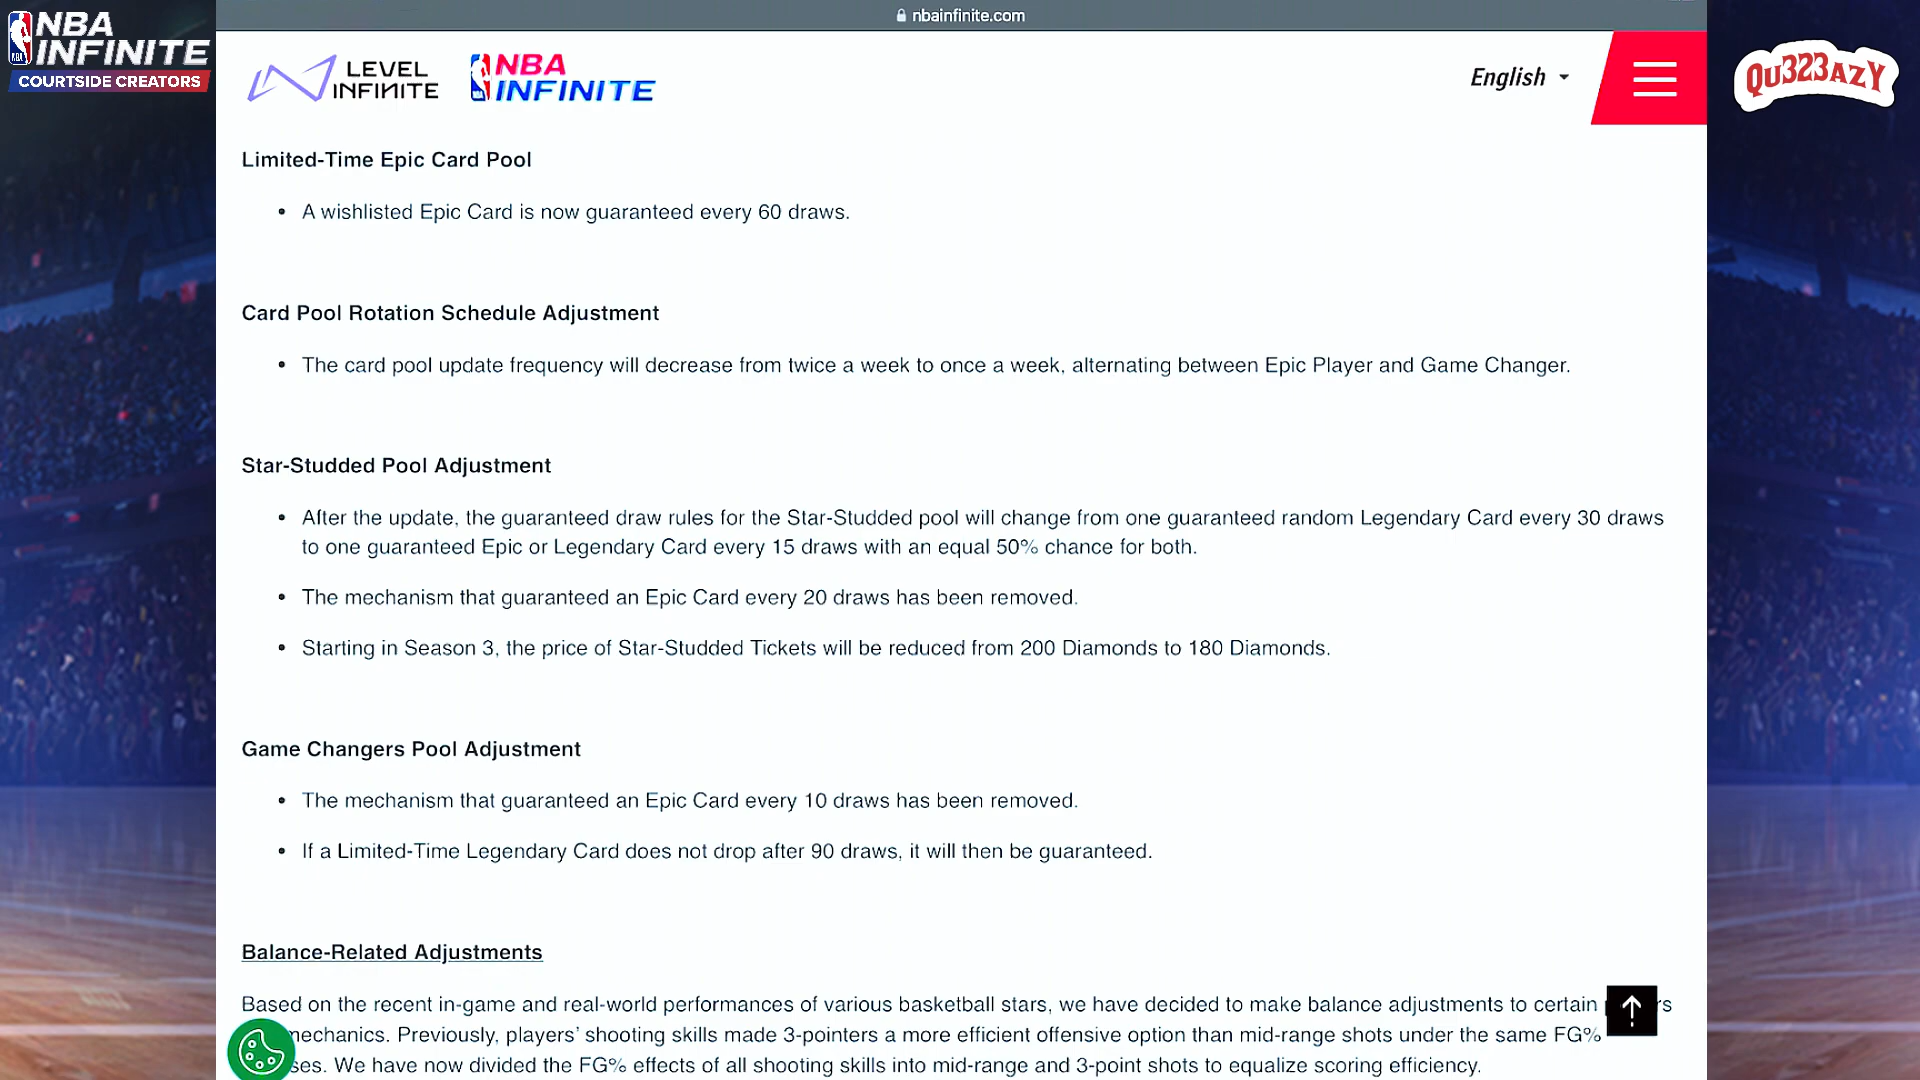 NBA
INFINITE
COURTSIDE CREATORS
nbainfinite.com
LEVEL
INFINITE
NBA
INFINITE
English
QU323AZY
Limited-Time Epic Card Pool
• A wishlisted Epic Card is now guaranteed every 60 draws.
Card Pool Rotation Schedule Adjustment
• The card pool update frequency will decrease from twice a week to once a week, alternating between Epic Player and Game Changer.
Star-Studded Pool Adjustment
• After the update, the guaranteed draw rules for the Star-Studded pool will change from one guaranteed random Legendary Card every 30 draws
to one guaranteed Epic or Legendary Card every 15 draws with an equal 50% chance for both.
• The mechanism that guaranteed an Epic Card every 20 draws has been removed.
• Starting in Season 3, the price of Star-Studded Tickets will be reduced from 200 Diamonds to 180 Diamonds.
Game Changers Pool Adjustment
• The mechanism that guaranteed an Epic Card every 10 draws has been removed.
• If a Limited-Time Legendary Card does not drop after 90 draws, it will then be guaranteed.
Balance-Related Adjustments
Based on the recent in-game and real-world performances of various basketball stars, we have decided to make balance adjustments to certain
mechanics. Previously, players' shooting skills made 3-pointers a more efficient offensive option than mid-range shots under the same FG%
We have now divided the FG% effects of all shooting skills into mid-range and 3-point shots to equalize scoring efficiency.